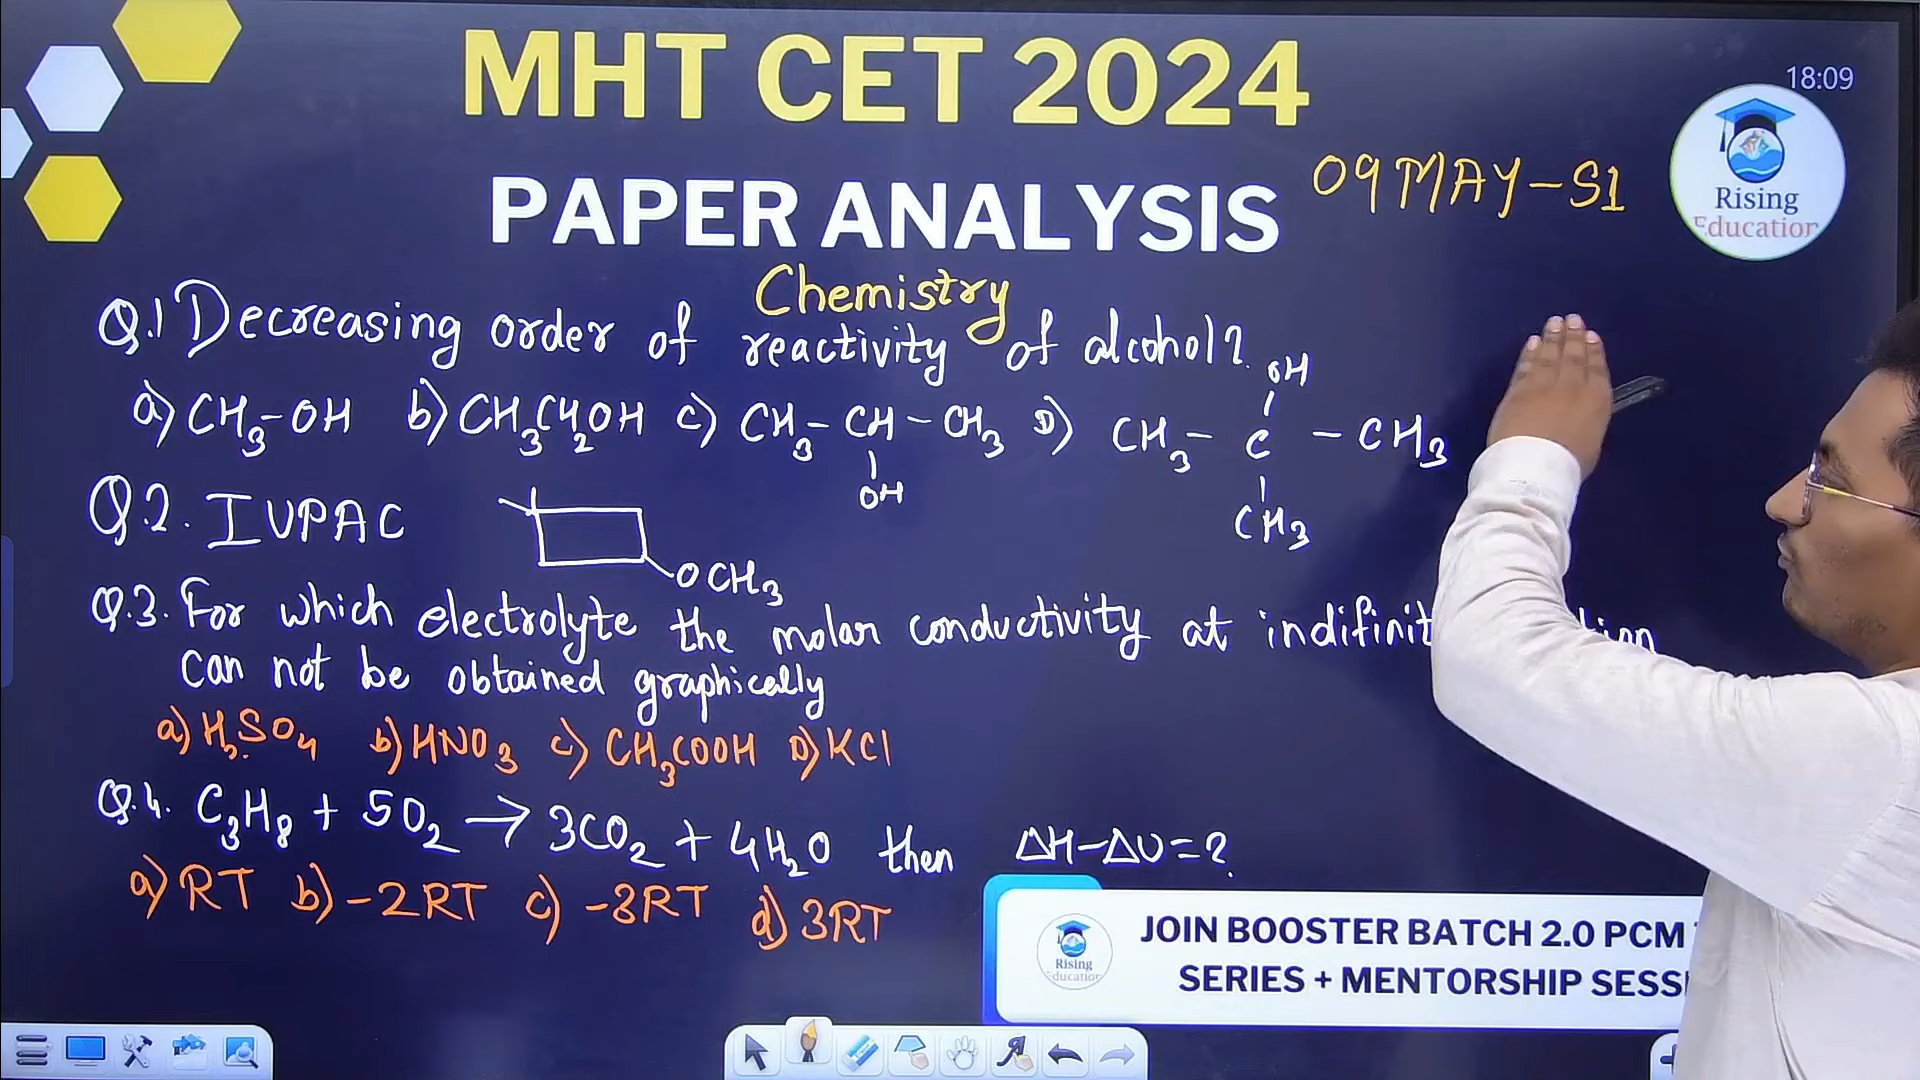 MHT CET 2024
18:09
PAPER ANALYSIS
09 MAY-S1
Rising
Education
Chemistry
Q.1 Decreasing order of reactivity of alcohol?
a) CH3-OH b) CH3CH2OH c) CH3-CH-CH3 D) CH3-C-CH3
OH
OH
CH3
Q.2. IUPAC
OCH3
Q.3. For which electrolyte the molar conductivity at indifinit
can not be obtained graphically
a) H2SO4 b) HNO3 c) CH3COOH D) KCl
Q.4. C3H8 + 5O2 → 3CO2 + 4H2O then ΔH-ΔU=?
a) RT b) -2RT c) -3RT d) 3RT
JOIN BOOSTER BATCH 2.0 PCM
SERIES + MENTORSHIP SESSI
Rising
Education